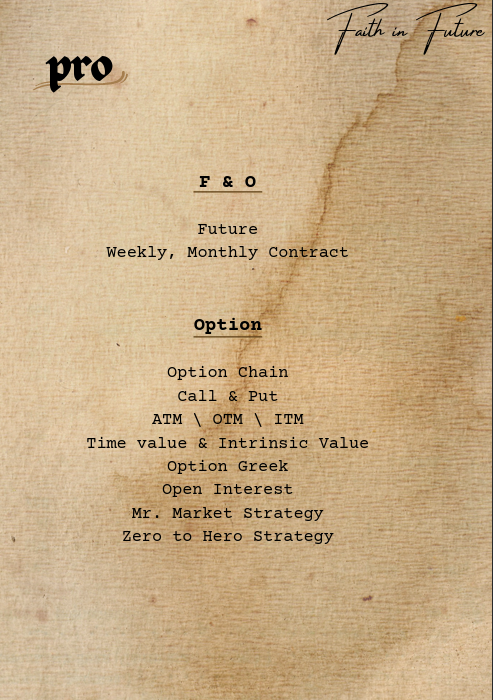 Faith in Future
pro
F & O
Future
Weekly, Monthly Contract
Option
Option Chain
Call & Put
ATM \ OTM \ ITM
Time value & Intrinsic Value
Option Greek
Open Interest
Mr. Market Strategy
Zero to Hero Strategy